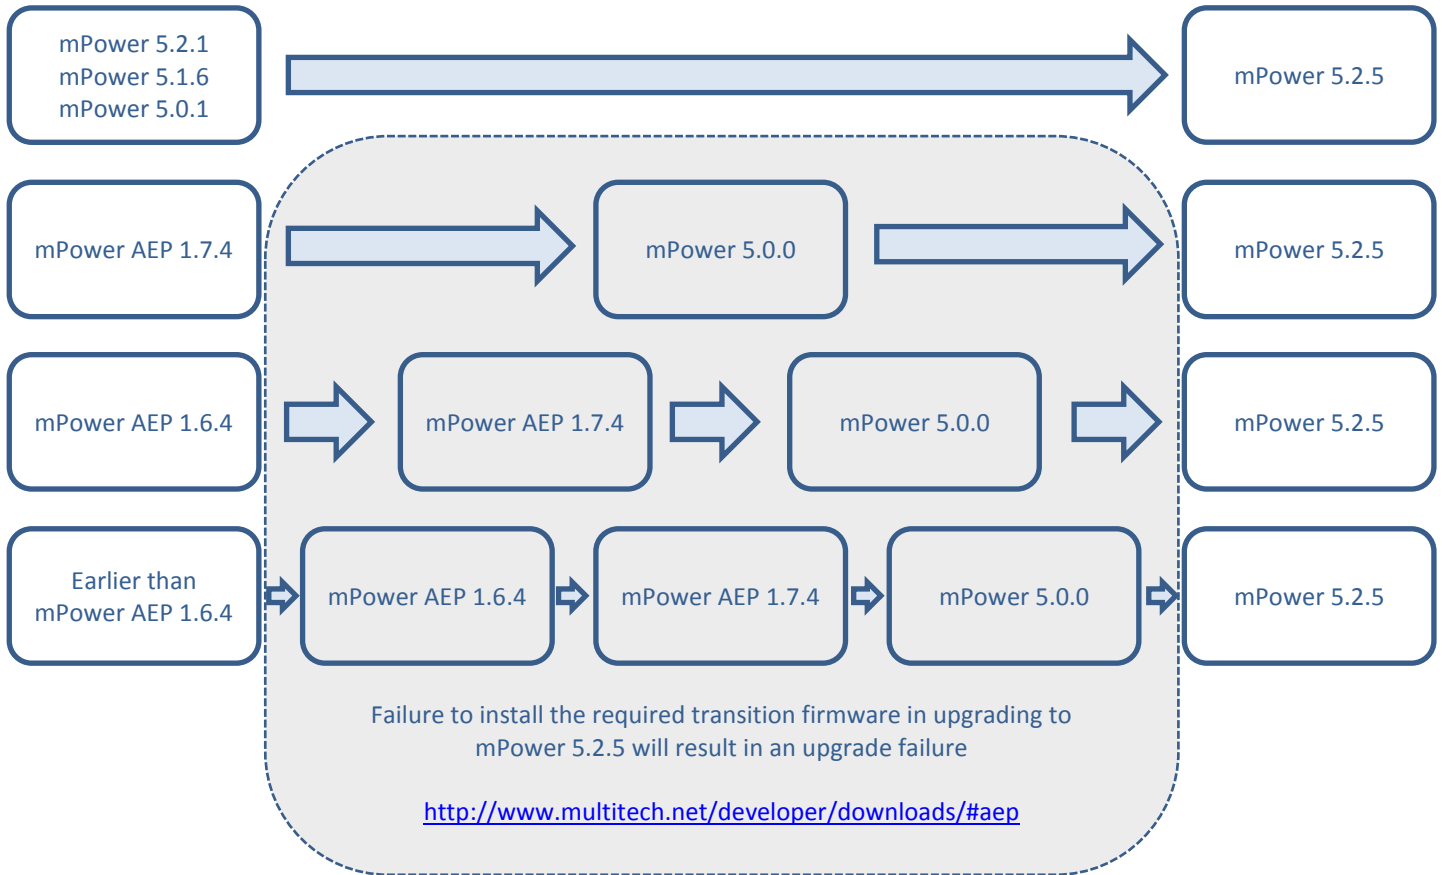 mPower 5.2.1
mPower 5.1.6
mPower 5.0.1
mPower 5.2.5
mPower AEP 1.7.4
mPower 5.0.0
mPower 5.2.5
mPower AEP 1.6.4
mPower AEP 1.7.4
mPower 5.0.0
mPower 5.2.5
Earlier than
mPower AEP 1.6.4
mPower AEP 1.6.4
mPower AEP 1.7.4
mPower 5.0.0
mPower 5.2.5
Failure to install the required transition firmware in upgrading to
mPower 5.2.5 will result in an upgrade failure
http://www.multitech.net/developer/downloads/#aep